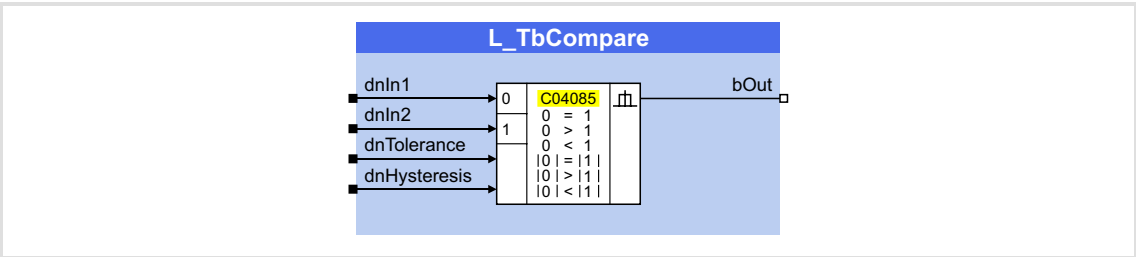 L_TbCompare
dnIn1
bOut
0
C04085
dnIn2
0 = 1
1
0 > 1
dnTolerance
0 < 1
|0| = |1|
dnHysteresis
|0| > |1|
|0| < |1|